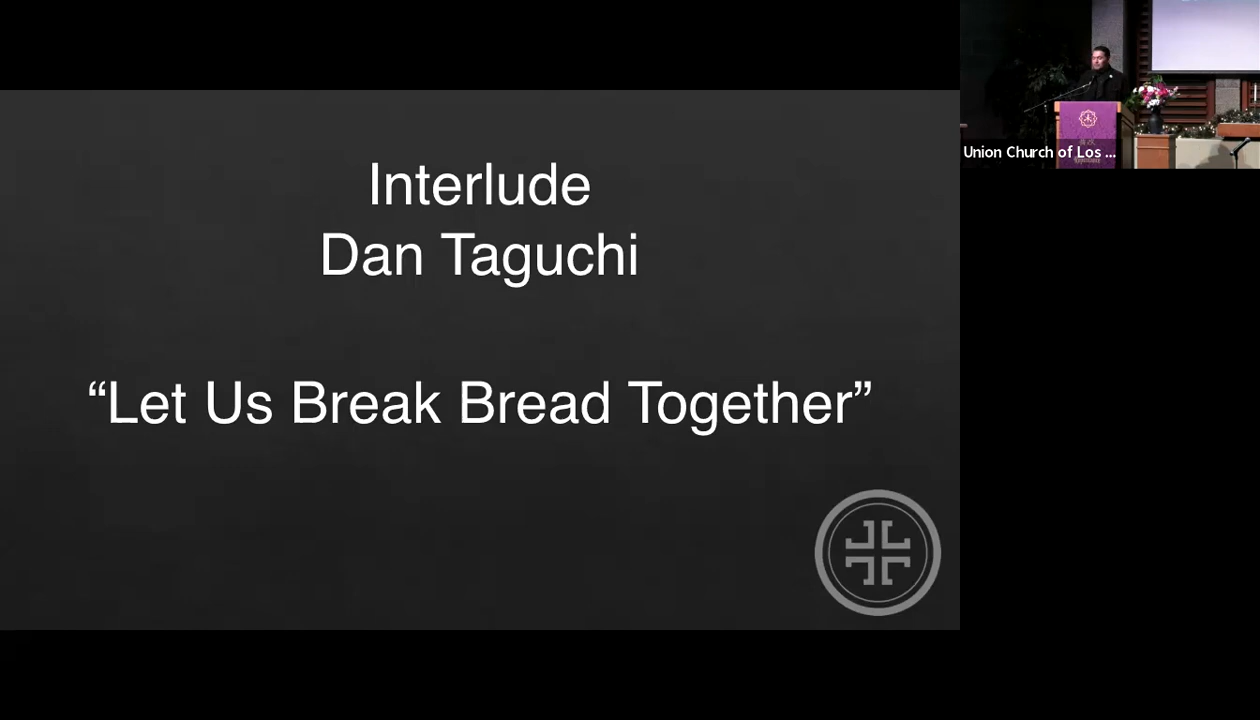 Interlude
Dan Taguchi
“Let Us Break Bread Together”
Union Church of Los ...